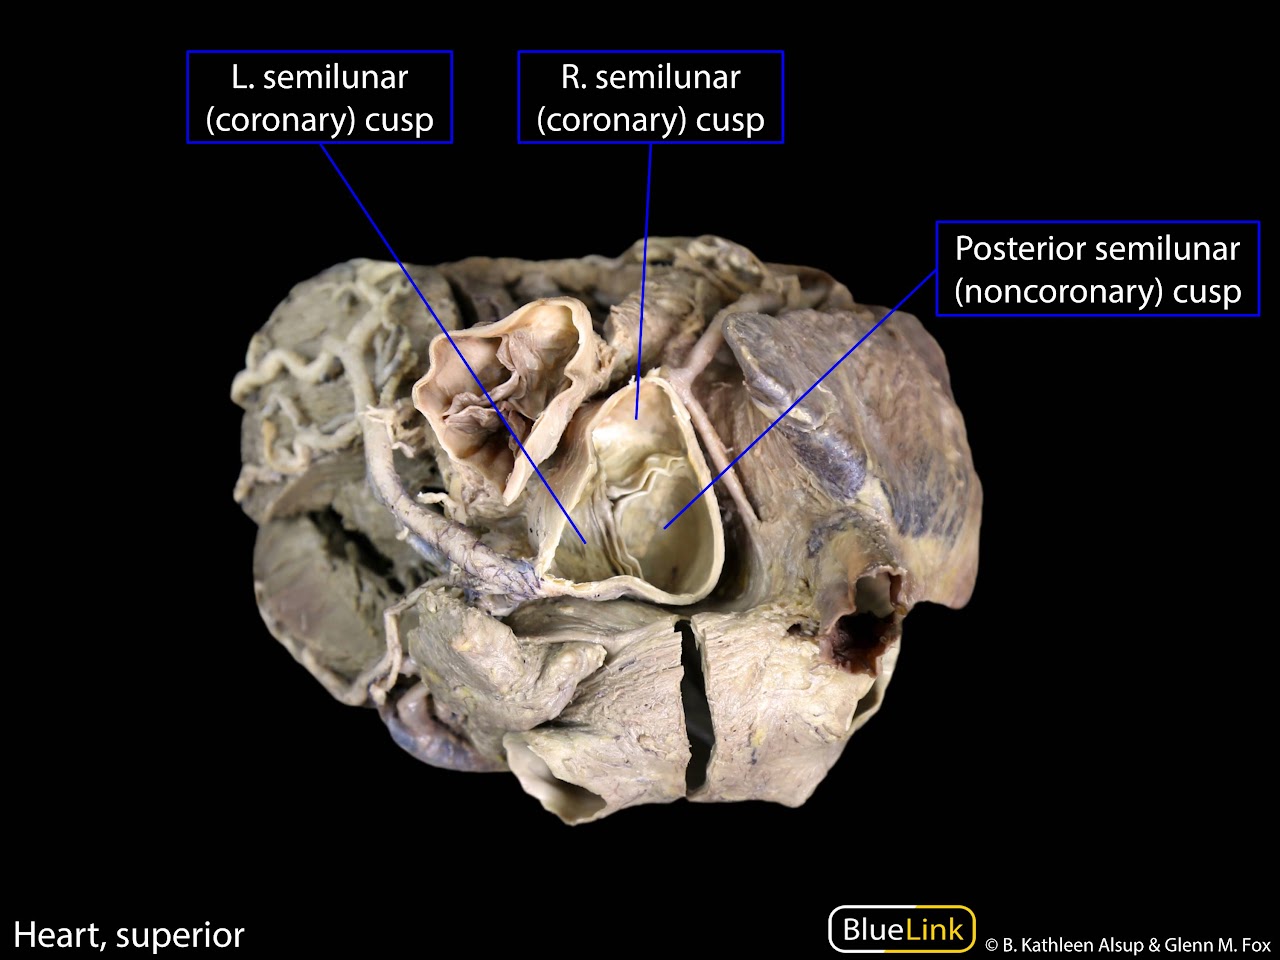 L. semilunar
(coronary) cusp
R. semilunar
(coronary) cusp
Posterior semilunar
(noncoronary) cusp
Heart, superior
BlueLink
© B. Kathleen Alsup & Glenn M. Fox